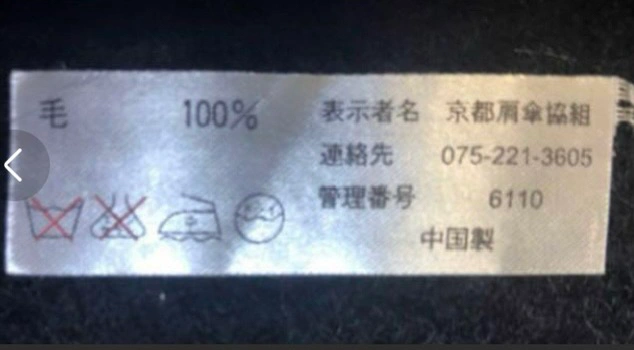 毛 100%
表示者名 京都肩傘協組
連絡先 075-221-3605
管理番号 6110
中国製